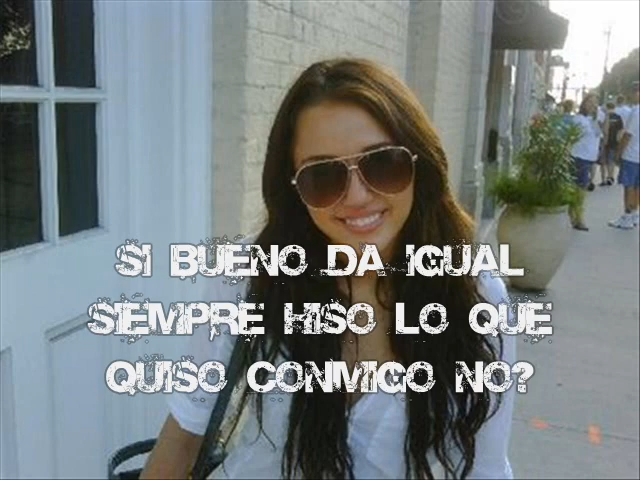 SI BUENO DA IGUAL
SIEMPRE HISO LO QUE
QUISO CONMIGO NO?